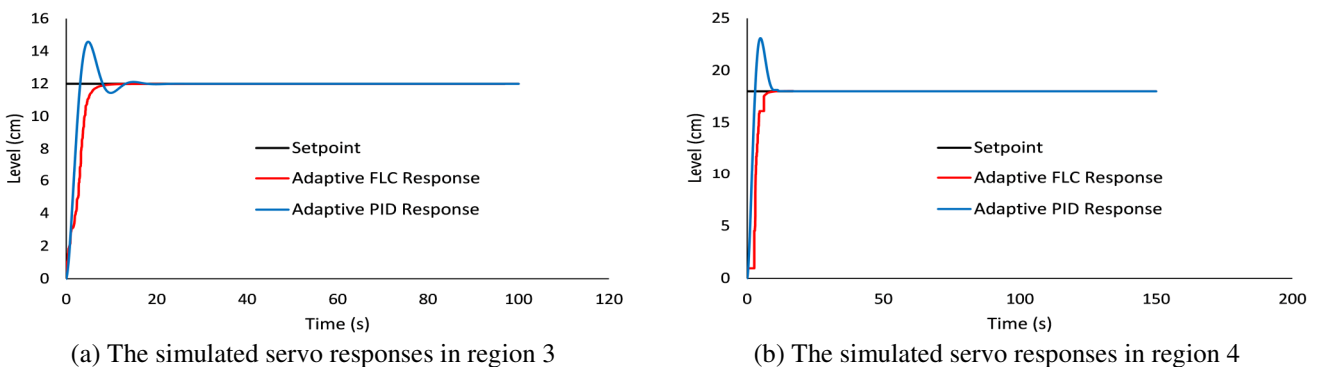 16
14
12
10
8
6
4
2
0
Level (cm)
Setpoint
Adaptive FLC Response
Adaptive PID Response
0 20 40 60 80 100 120
Time (s)
(a) The simulated servo responses in region 3
25
20
15
10
5
0
Level (cm)
Setpoint
Adaptive FLC Response
Adaptive PID Response
0 50 100 150 200
Time (s)
(b) The simulated servo responses in region 4